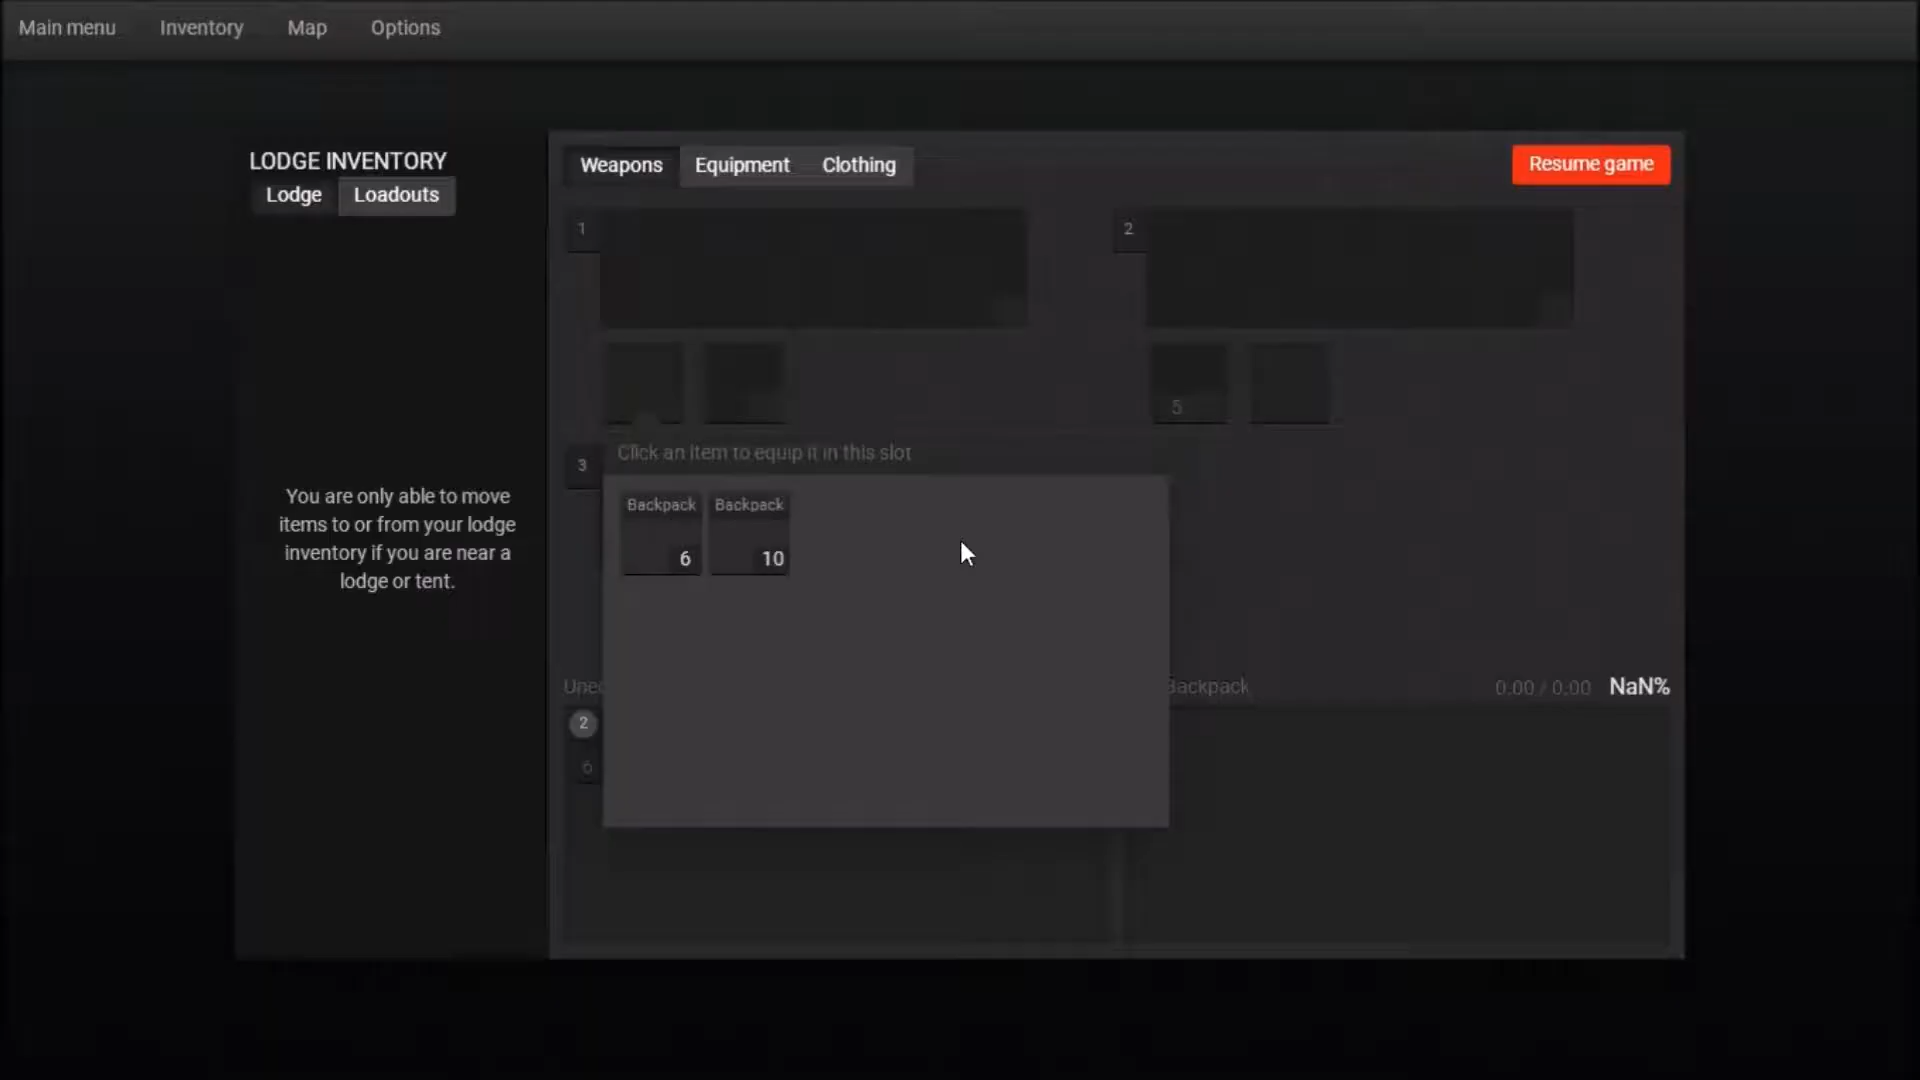 Main menu
Inventory
Map
Options
LODGE INVENTORY
Lodge
Loadouts
Weapons
Equipment
Clothing
Resume game
1
2
5
3
Click an item to equip it in this slot
Backpack
Backpack
6
10
You are only able to move
items to or from your lodge
inventory if you are near a
lodge or tent.
Backpack
0.00 / 0.00
NaN%
2
6